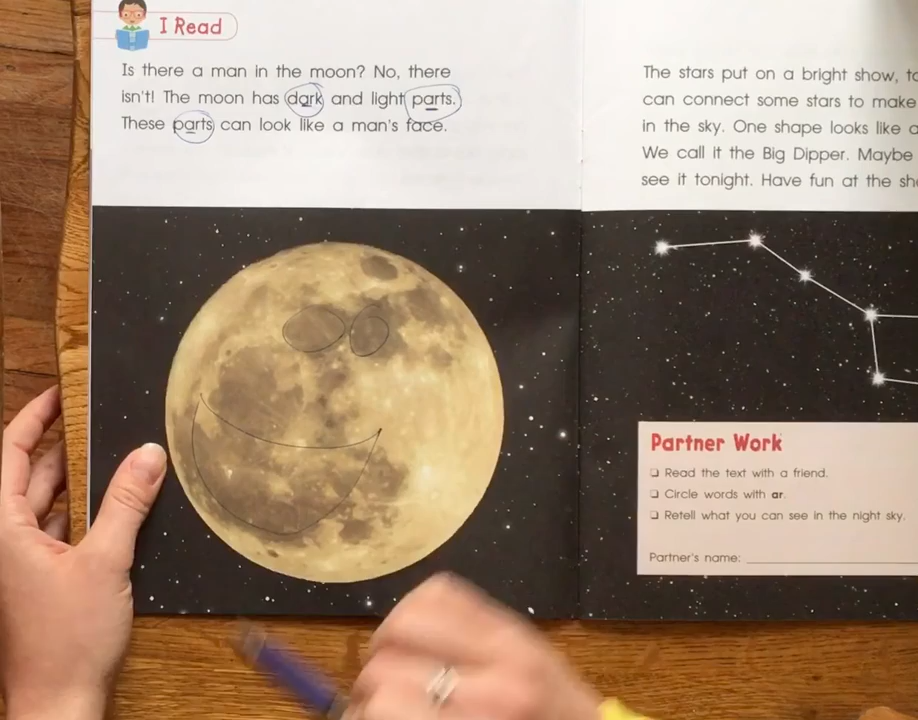 I Read
Is there a man in the moon? No, there
isn't! The moon has dark and light parts.
These parts can look like a man's face.
The stars put on a bright show,
can connect some stars to make
in the sky. One shape looks like
We call it the Big Dipper. Maybe
see it tonight. Have fun at the
Partner Work
❑ Read the text with a friend.
❑ Circle words with ar.
❑ Retell what you can see in the night sky.
Partner's name: